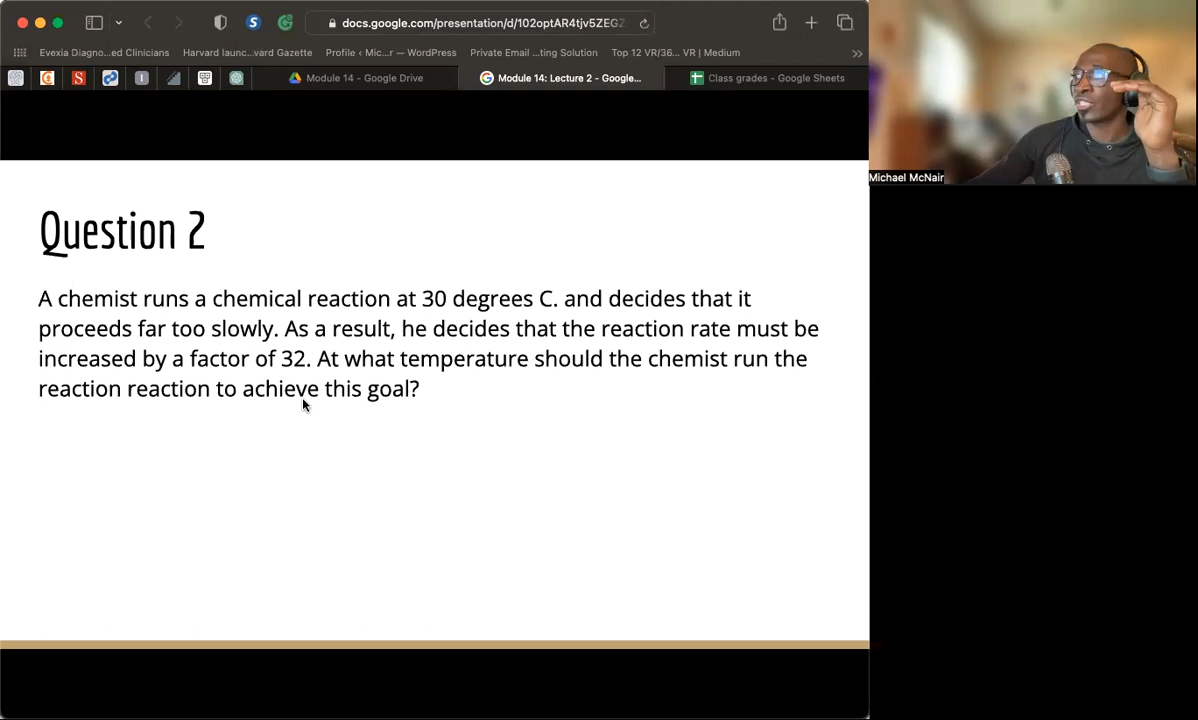 docs.google.com/presentation/d/102optAR4tjv5ZEGZ
Evexia Diagno...ed Clinicians
Harvard launc...vard Gazette
Profile ‹ Mic...r — WordPress
Private Email ...ting Solution
Top 12 VR/36... VR | Medium
Module 14 - Google Drive
Module 14: Lecture 2 - Google...
Class grades - Google Sheets
Michael McNair
Question 2
A chemist runs a chemical reaction at 30 degrees C. and decides that it
proceeds far too slowly. As a result, he decides that the reaction rate must be
increased by a factor of 32. At what temperature should the chemist run the
reaction reaction to achieve this goal?